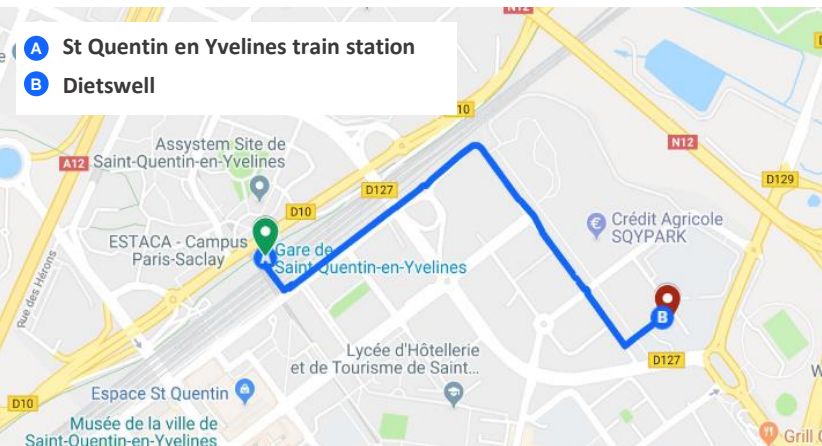 N12
A St Quentin en Yvelines train station
B Dietswell
10
Assystem Site de
Saint-Quentin-en-Yvelines
A12
N12
D127
D129
D10
Crédit Agricole
SQYPARK
ESTACA - Campus
Paris-Saclay
A
Gare de
Saint-Quentin-en-Yvelines
Rue des Hérons
B
Lycée d'Hôtellerie
et de Tourisme de Saint...
D127
Espace St Quentin
D10
Musée de la ville de
Saint-Quentin-en-Yvelines
Grill